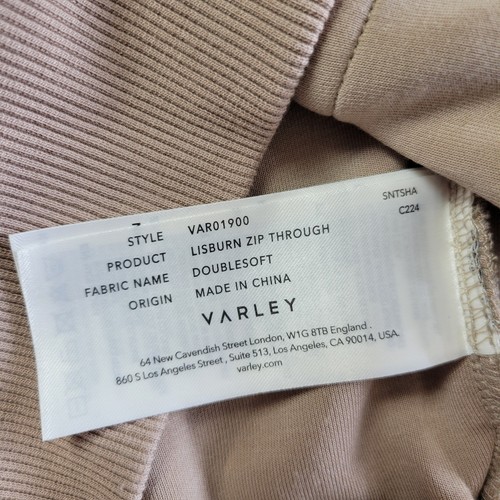 SNTSHA
C224
STYLE VAR01900
PRODUCT LISBURN ZIP THROUGH
FABRIC NAME DOUBLESOFT
ORIGIN MADE IN CHINA
VARLEY
64 New Cavendish Street London, W1G 8TB England .
860 S Los Angeles Street , Suite 513, Los Angeles, CA 90014, USA.
varley.com